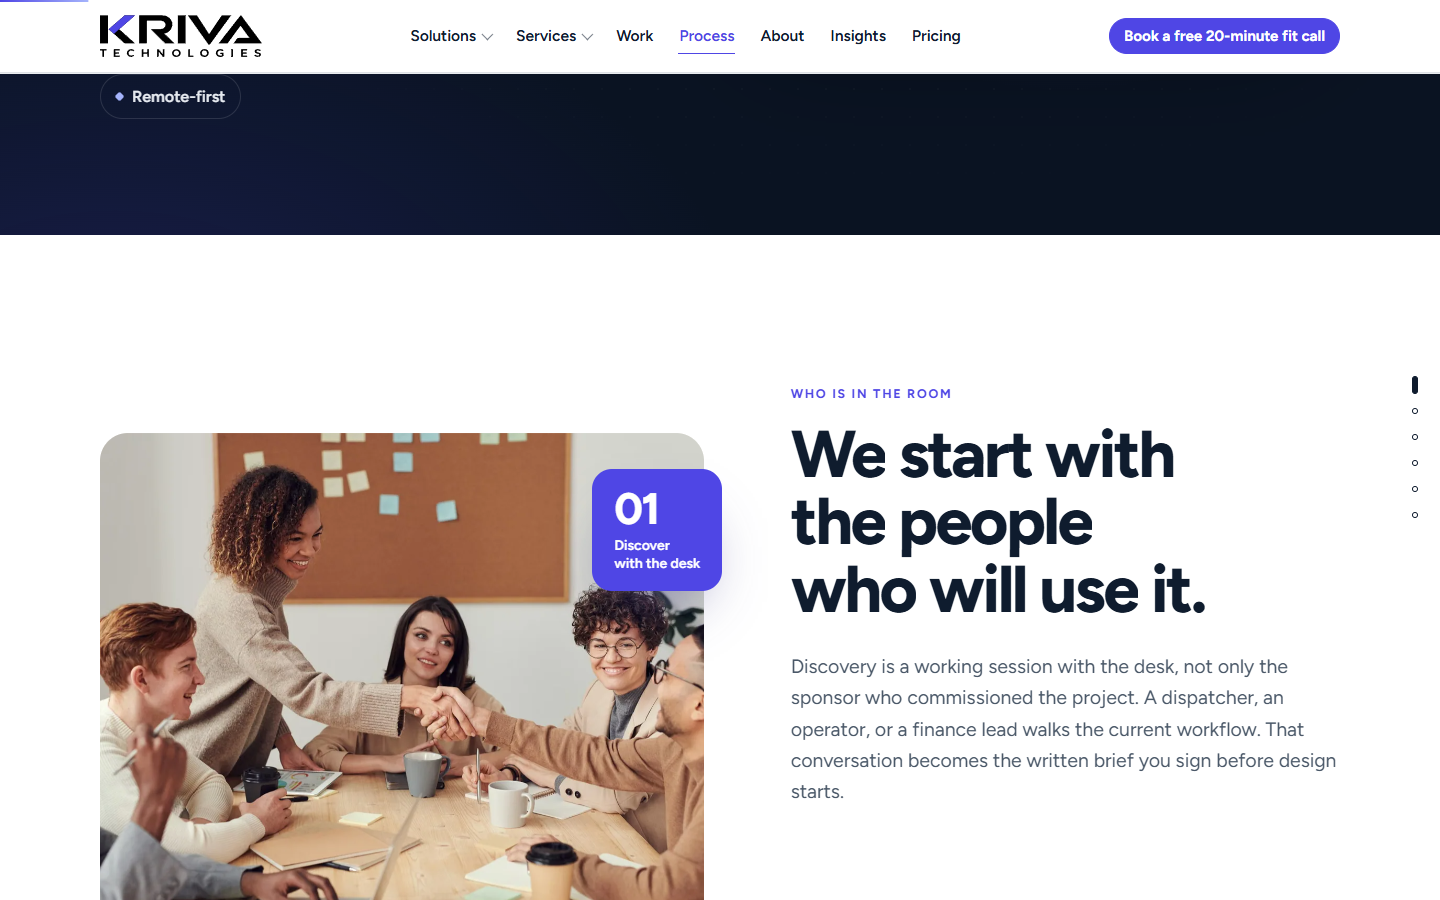 KRIVA
TECHNOLOGIES
Solutions
Services
Work
Process
About
Insights
Pricing
Book a free 20-minute fit call
Remote-first
WHO IS IN THE ROOM
We start with
the people
who will use it.
01
Discover
with the desk
Discovery is a working session with the desk, not only the
sponsor who commissioned the project. A dispatcher, an
operator, or a finance lead walks the current workflow. That
conversation becomes the written brief you sign before design
starts.